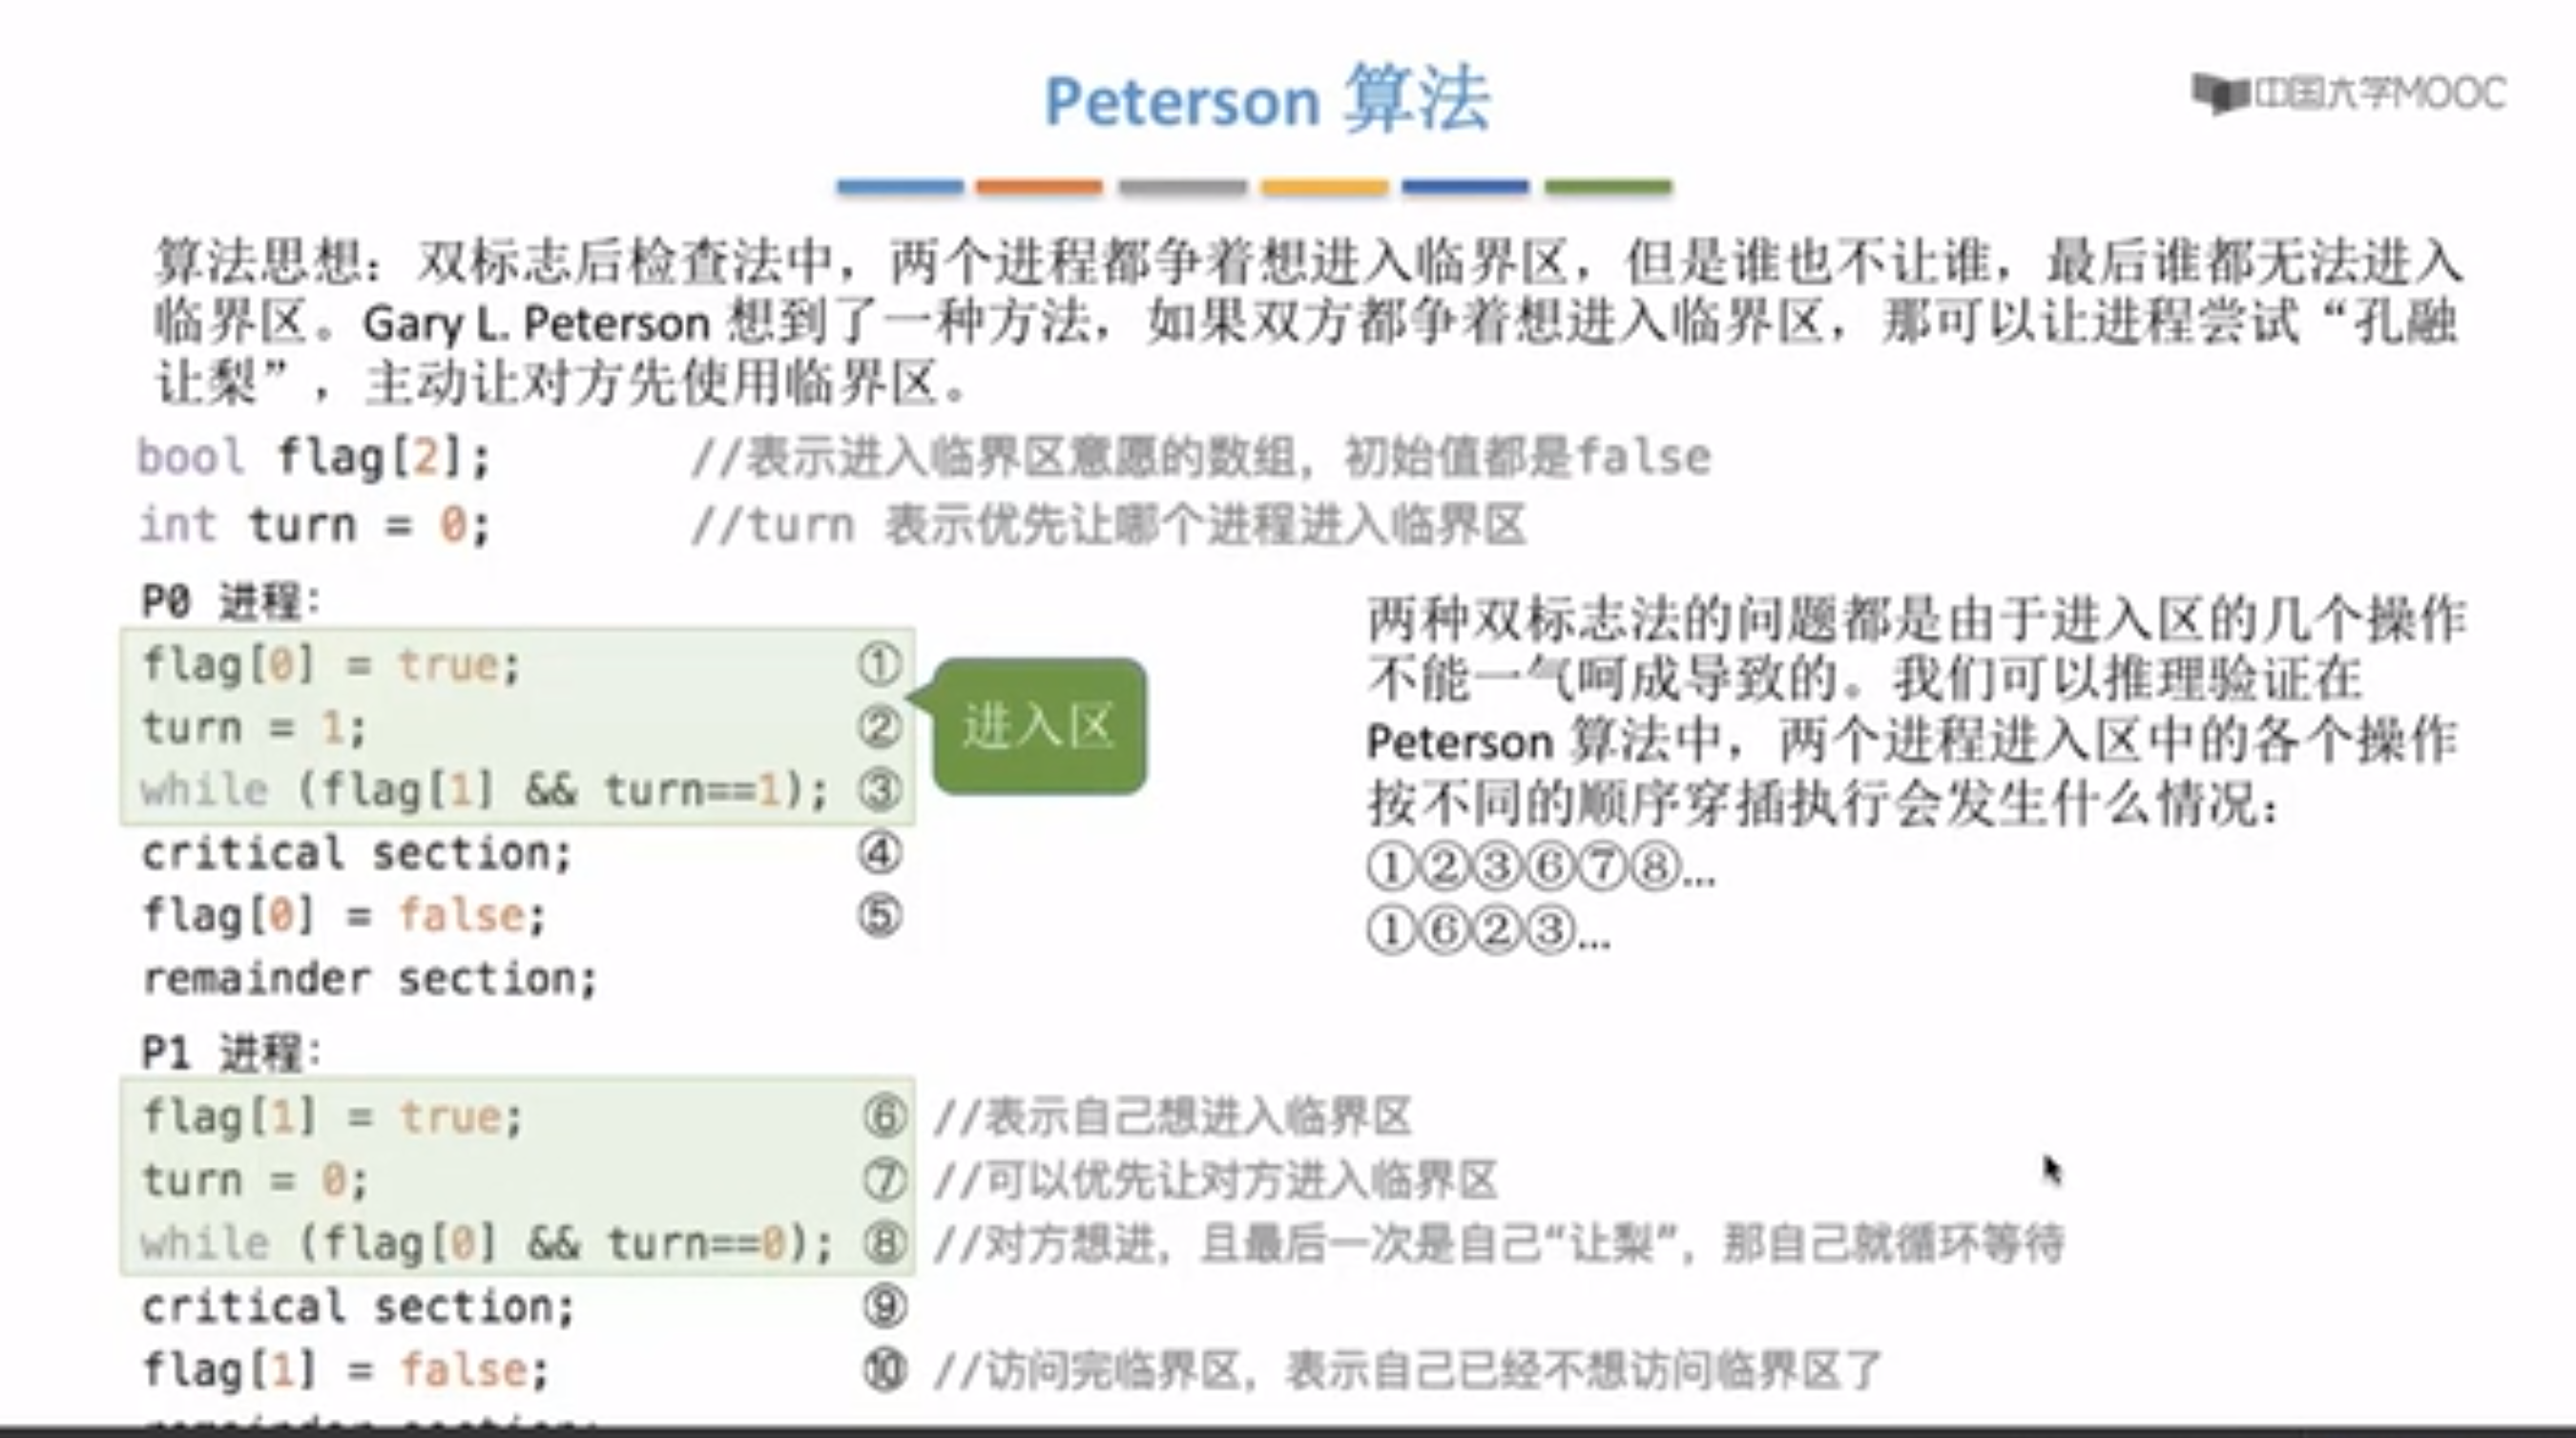 Peterson 算法
中国大学MOOC
算法思想：双标志后检查法中，两个进程都争着想进入临界区，但是谁也不让谁，最后谁都无法进入
临界区。Gary L. Peterson 想到了一种方法，如果双方都争着想进入临界区，那可以让进程尝试“孔融
让梨”，主动让对方先使用临界区。
bool flag[2]; //表示进入临界区意愿的数组，初始值都是false
int turn = 0; //turn 表示优先让哪个进程进入临界区
P0 进程：
flag[0] = true; ①
turn = 1; ②
while (flag[1] && turn==1); ③
进入区
critical section; ④
flag[0] = false; ⑤
remainder section;
两种双标志法的问题都是由于进入区的几个操作
不能一气呵成导致的。我们可以推理验证在
Peterson 算法中，两个进程进入区中的各个操作
按不同的顺序穿插执行会发生什么情况：
①②③⑥⑦⑧...
①⑥②③...
P1 进程：
flag[1] = true; ⑥ //表示自己想进入临界区
turn = 0; ⑦ //可以优先让对方进入临界区
while (flag[0] && turn==0); ⑧ //对方想进，且最后一次是自己“让梨”，那自己就循环等待
critical section; ⑨
flag[1] = false; ⑩ //访问完临界区，表示自己已经不想访问临界区了